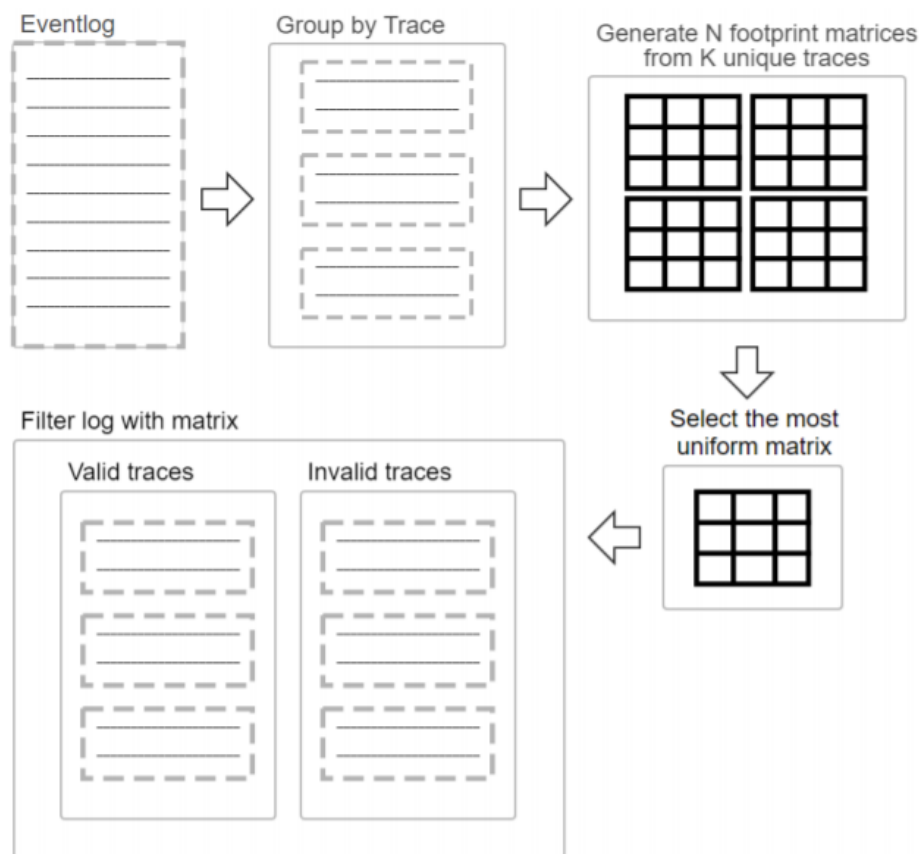 Eventlog
Group by Trace
Generate N footprint matrices
from K unique traces
Select the most
uniform matrix
Filter log with matrix
Valid traces
Invalid traces